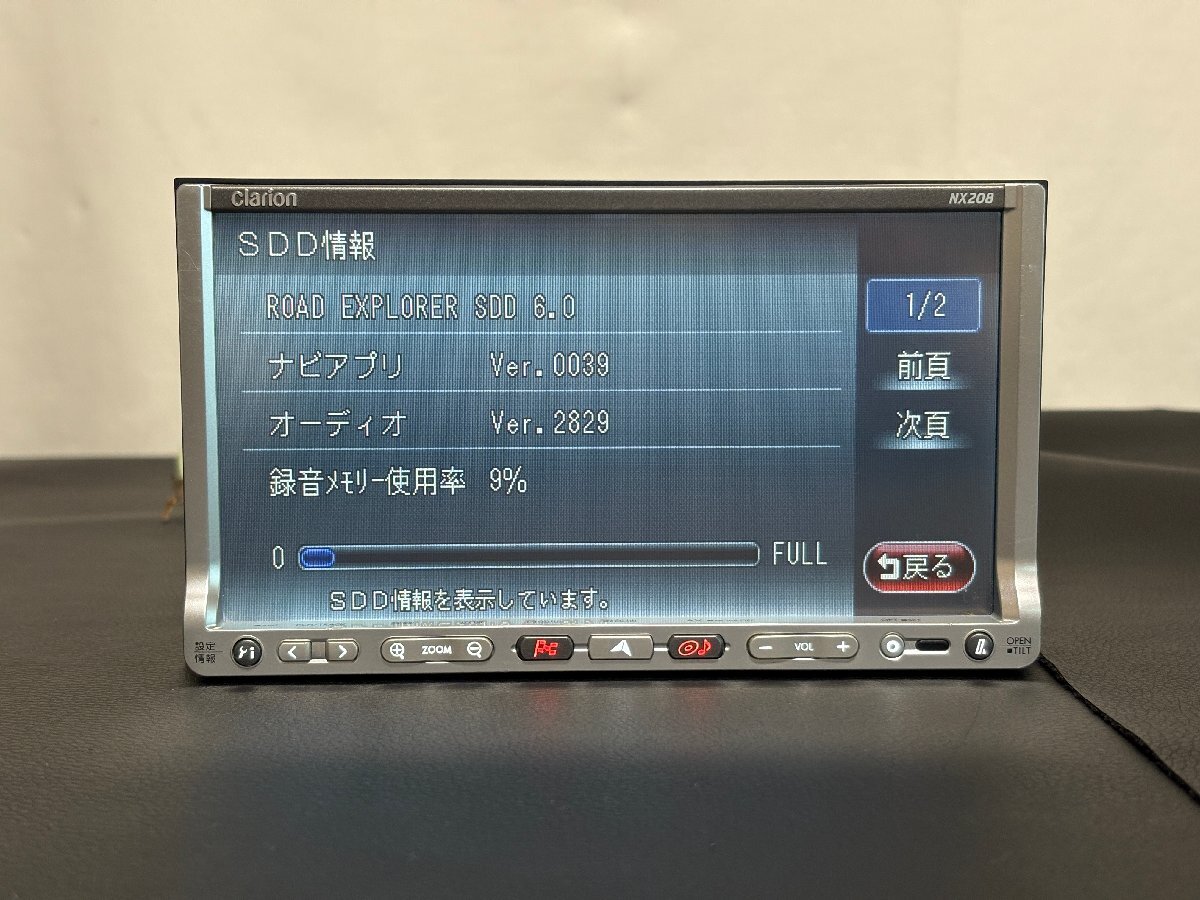 Clarion NX208
SDD情報
ROAD EXPLORER SDD 6.0
1/2
ナビアプリ Ver.0039
前頁
オーディオ Ver.2829
次頁
録音メモリー使用率 9%
0 FULL
戻る
SDD情報を表示しています。
設定
情報
ZOOM
VOL
OPEN
■TILT